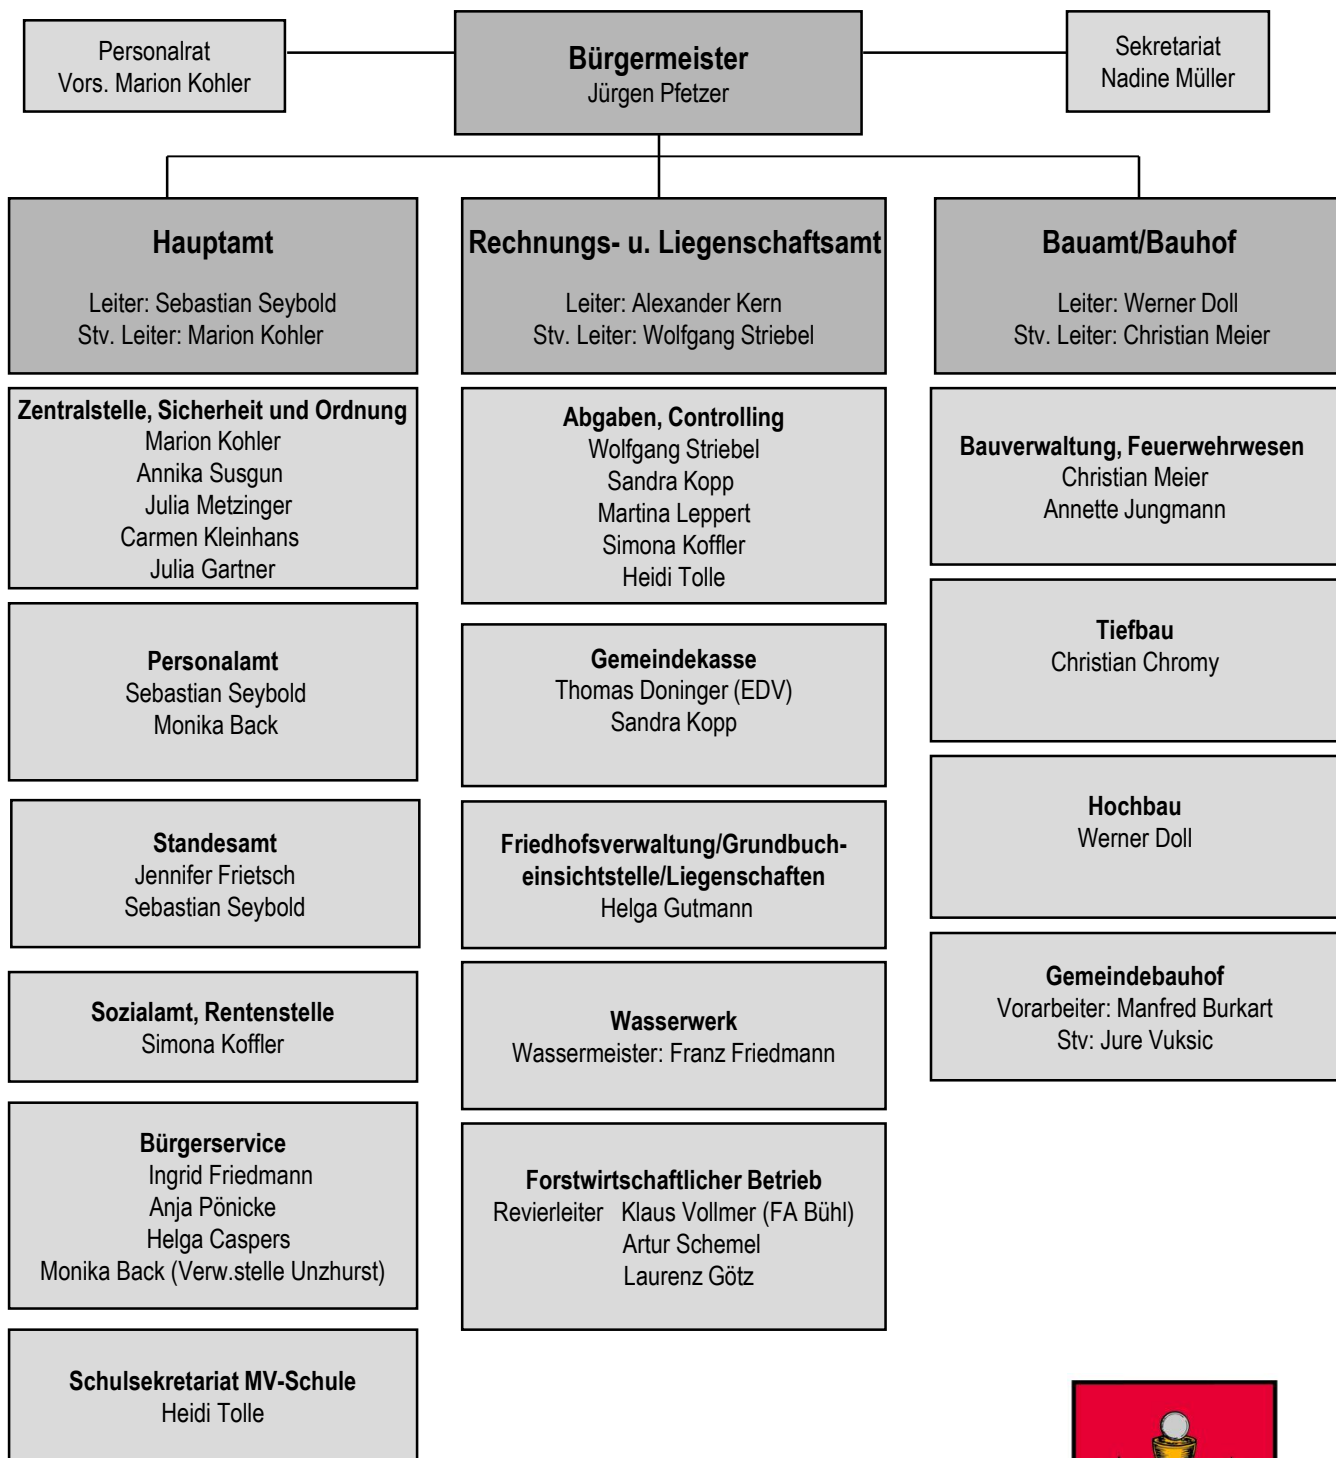 Personalrat
Vors. Marion Kohler
Bürgermeister
Jürgen Pfetzer
Sekretariat
Nadine Müller
Hauptamt
Leiter: Sebastian Seybold
Stv. Leiter: Marion Kohler
Zentralstelle, Sicherheit und Ordnung
Marion Kohler
Annika Susgun
Julia Metzinger
Carmen Kleinhans
Julia Gartner
Personalamt
Sebastian Seybold
Monika Back
Standesamt
Jennifer Frietsch
Sebastian Seybold
Sozialamt, Rentenstelle
Simona Koffler
Bürgerservice
Ingrid Friedmann
Anja Pönicke
Helga Caspers
Monika Back (Verw.stelle Unzhurst)
Schulsekretariat MV-Schule
Heidi Tolle
Rechnungs- u. Liegenschaftsamt
Leiter: Alexander Kern
Stv. Leiter: Wolfgang Striebel
Abgaben, Controlling
Wolfgang Striebel
Sandra Kopp
Martina Leppert
Simona Koffler
Heidi Tolle
Gemeindekasse
Thomas Doninger (EDV)
Sandra Kopp
Friedhofsverwaltung/Grundbuch-
einsichtstelle/Liegenschaften
Helga Gutmann
Wasserwerk
Wassermeister: Franz Friedmann
Forstwirtschaftlicher Betrieb
Revierleiter Klaus Vollmer (FA Bühl)
Artur Schemel
Laurenz Götz
Bauamt/Bauhof
Leiter: Werner Doll
Stv. Leiter: Christian Meier
Bauverwaltung, Feuerwehrwesen
Christian Meier
Annette Jungmann
Tiefbau
Christian Chromy
Hochbau
Werner Doll
Gemeindebauhof
Vorarbeiter: Manfred Burkart
Stv: Jure Vuksic